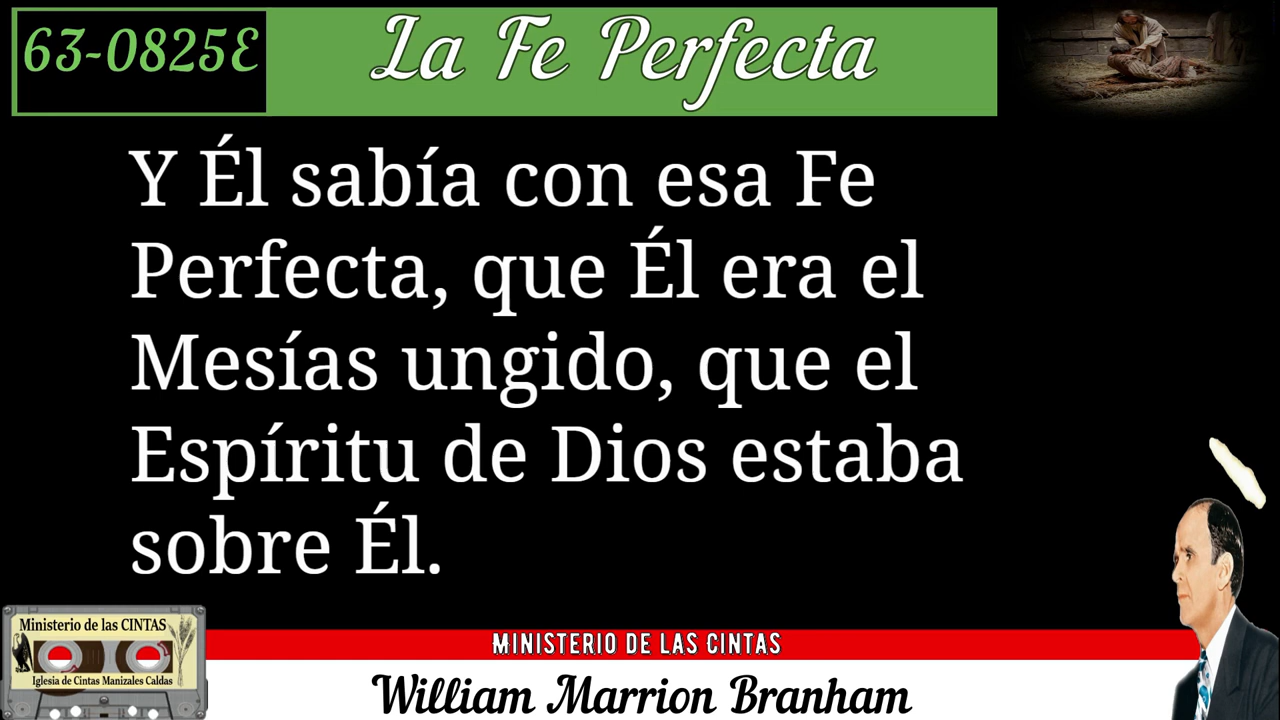 63-0825E
La Fe Perfecta
Y Él sabía con esa Fe
Perfecta, que Él era el
Mesías ungido, que el
Espíritu de Dios estaba
sobre Él.
Ministerio de las CINTAS
Iglesia de Cintas Manizales Caldas
MINISTERIO DE LAS CINTAS
William Marrion Branham